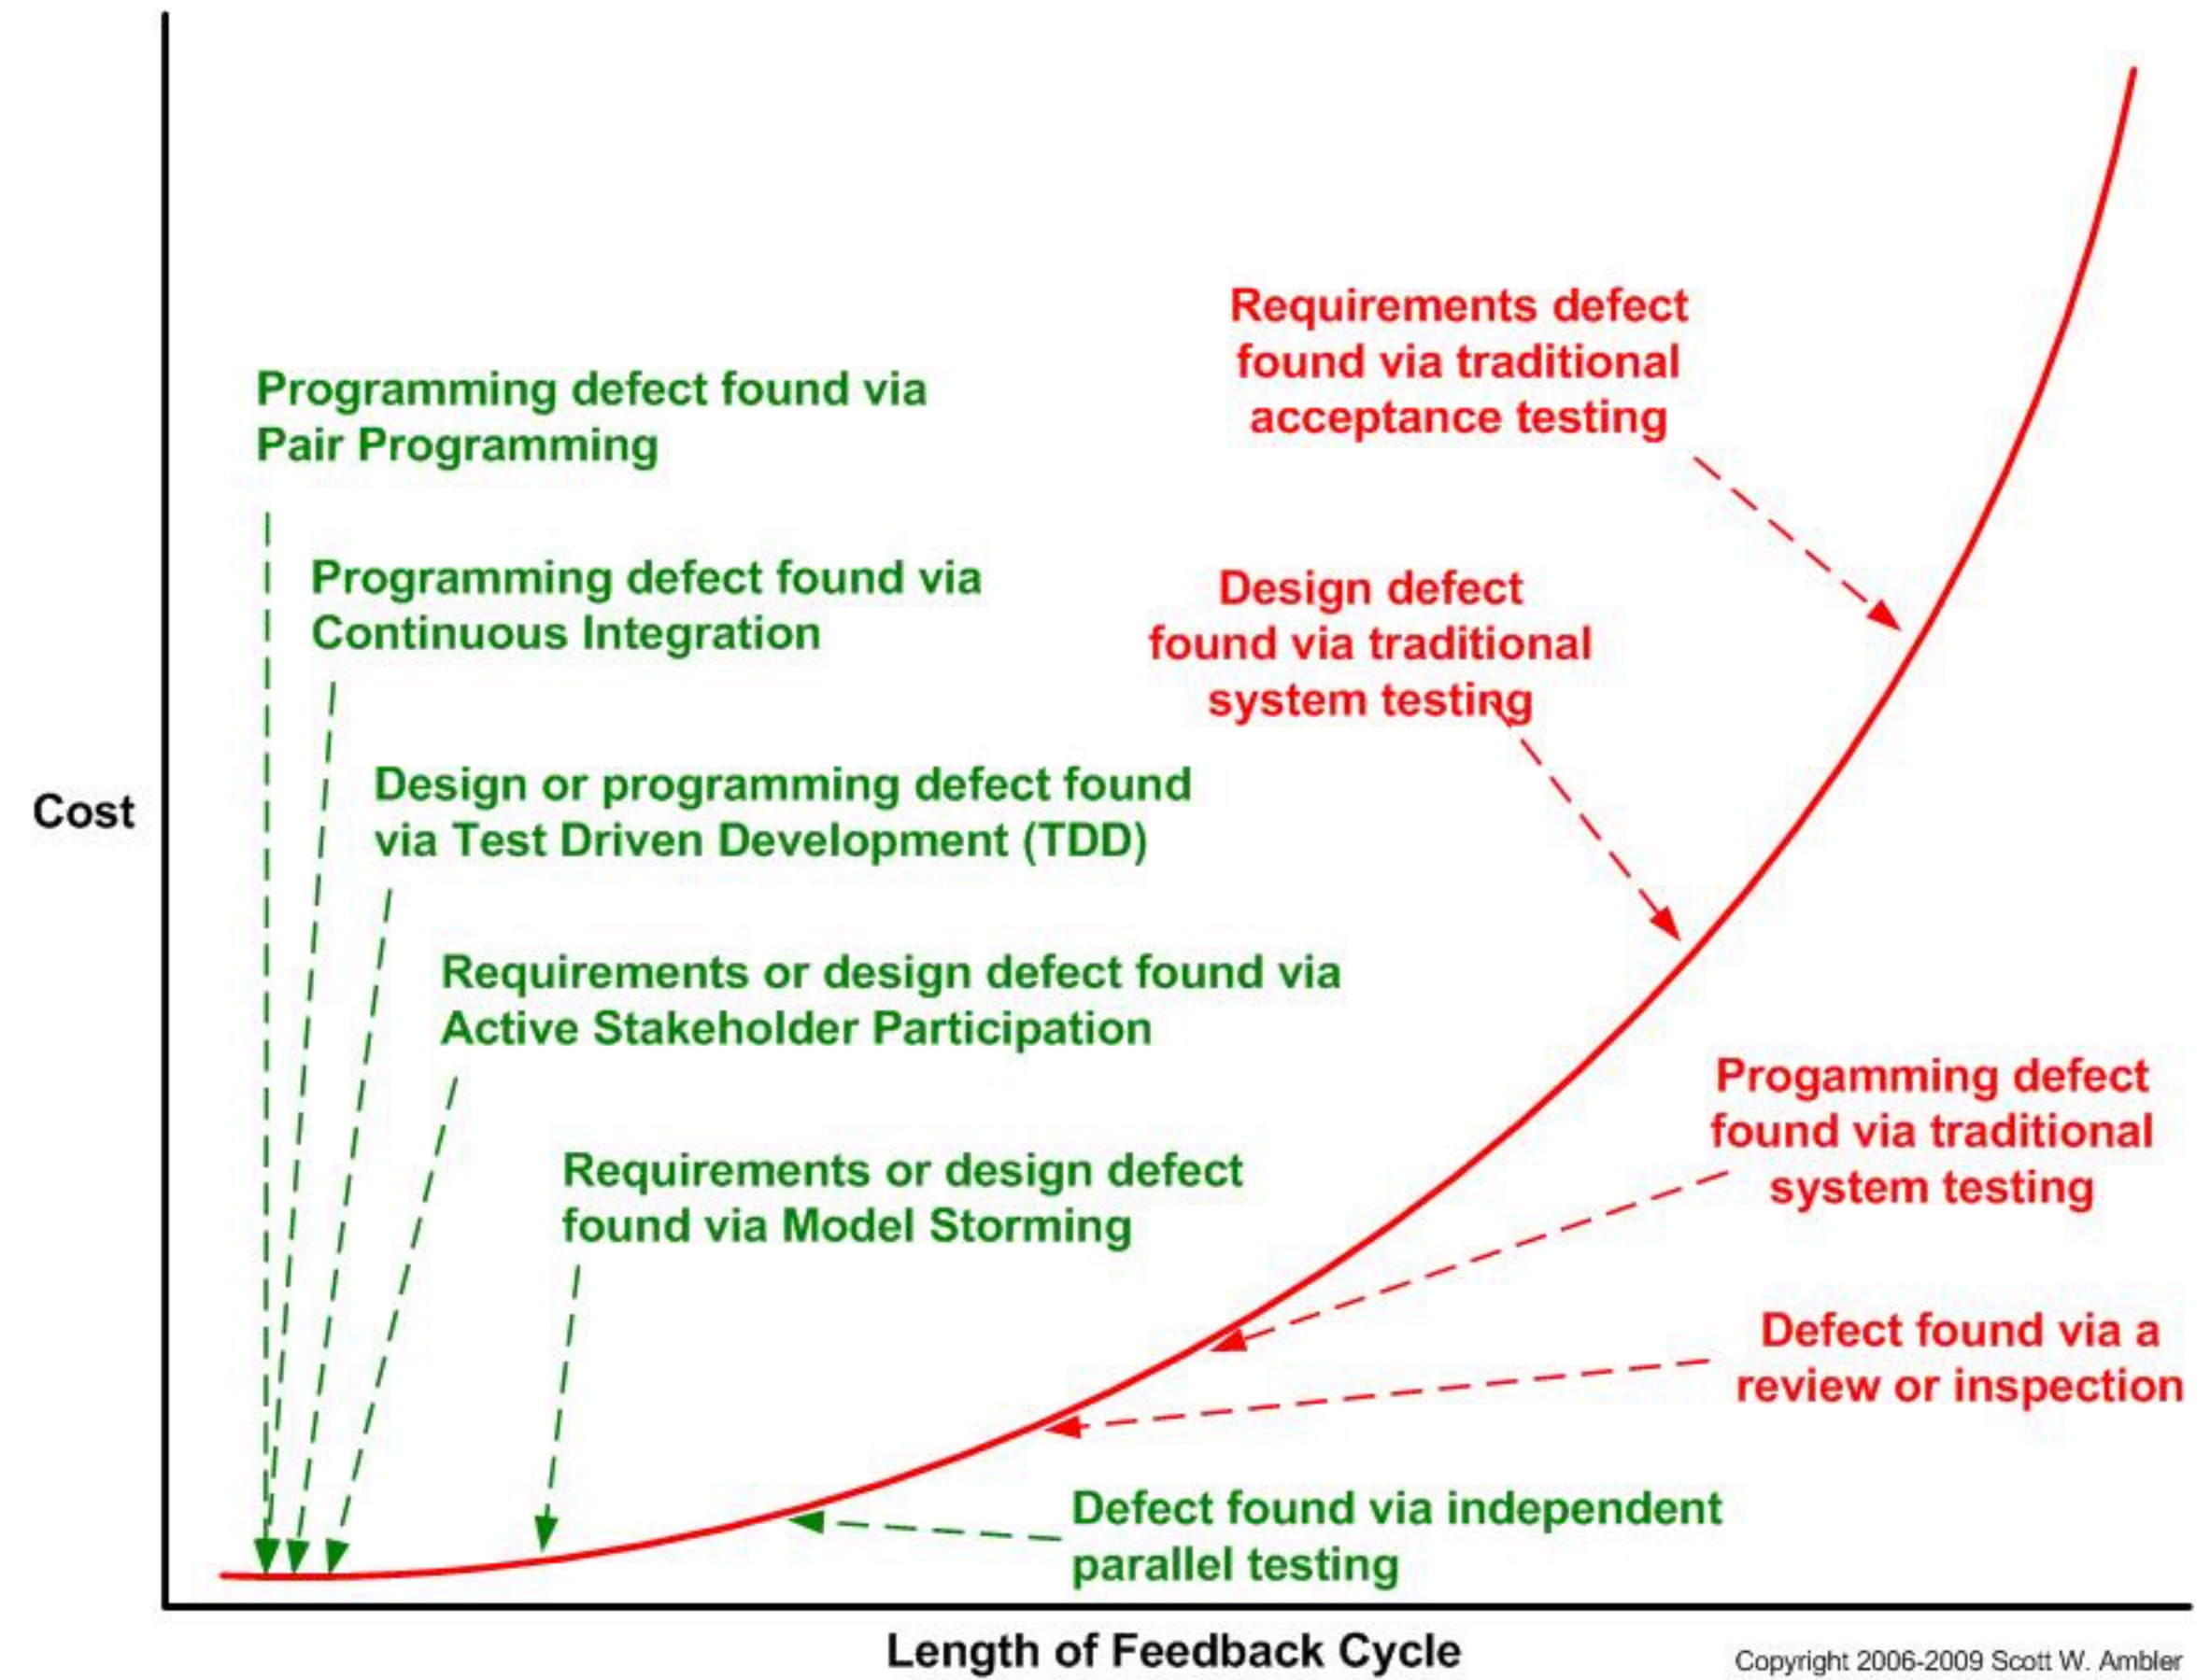 Requirements defect
found via traditional
acceptance testing
Programming defect found via
Pair Programming
Programming defect found via
Continuous Integration
Design defect
found via traditional
system testing
Design or programming defect found
via Test Driven Development (TDD)
Cost
Requirements or design defect found via
Active Stakeholder Participation
Progamming defect
found via traditional
system testing
Requirements or design defect
found via Model Storming
Defect found via a
review or inspection
Defect found via independent
parallel testing
Length of Feedback Cycle
Copyright 2006-2009 Scott W. Ambler